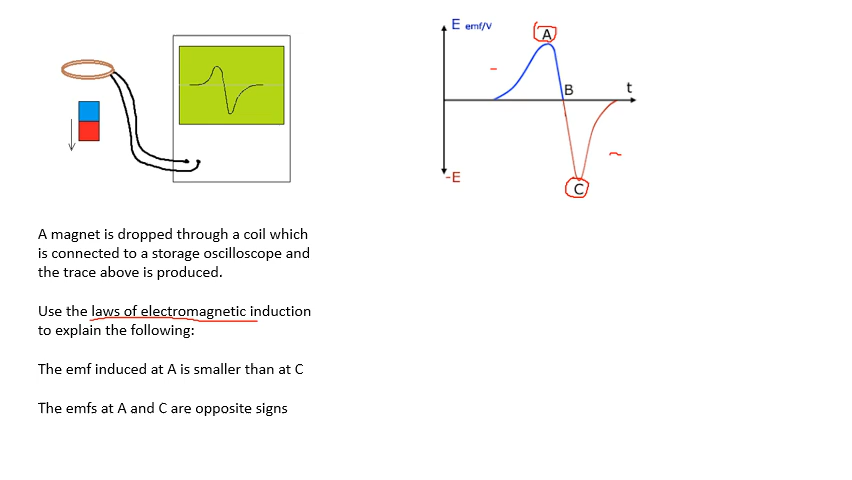 E emf/V
A
B
t
-E
C
A magnet is dropped through a coil which
is connected to a storage oscilloscope and
the trace above is produced.
Use the laws of electromagnetic induction
to explain the following:
The emf induced at A is smaller than at C
The emfs at A and C are opposite signs